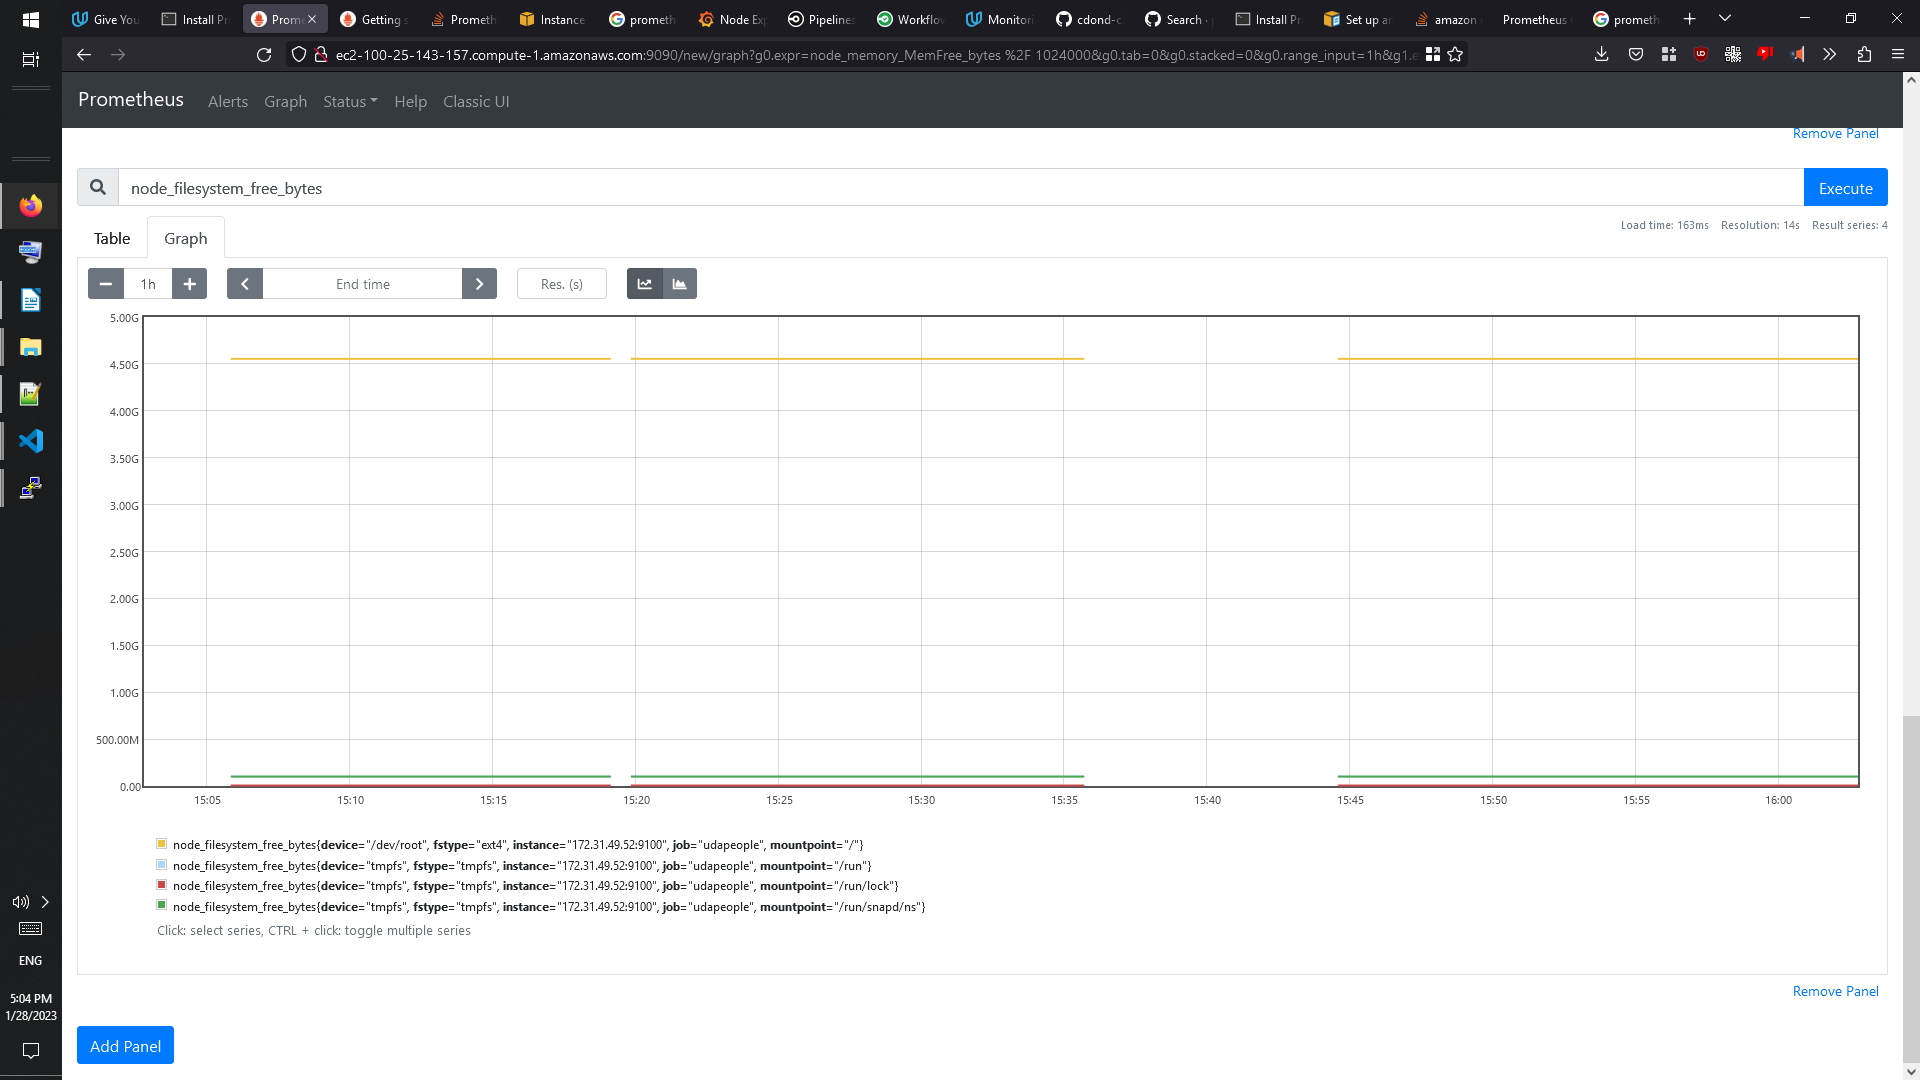 Give You
Install Pr
Prome
Getting s
Prometh
Instance
prometh
Node Exp
Pipelines
Workflow
Monitori
cdond-c
Search · p
Install Pr
Set up an
amazon
Prometheus
prometh
ec2-100-25-143-157.compute-1.amazonaws.com:9090/new/graph?g0.expr=node_memory_MemFree_bytes %2F 1024000&g0.tab=0&g0.stacked=0&g0.range_input=1h&g1.e
Prometheus Alerts Graph Status Help Classic UI
Remove Panel
node_filesystem_free_bytes
Execute
Table Graph
Load time: 163ms Resolution: 14s Result series: 4
1h End time Res. (s)
5.00G
4.50G
4.00G
3.50G
3.00G
2.50G
2.00G
1.50G
1.00G
500.00M
0.00
15:05 15:10 15:15 15:20 15:25 15:30 15:35 15:40 15:45 15:50 15:55 16:00
node_filesystem_free_bytes{device="/dev/root", fstype="ext4", instance="172.31.49.52:9100", job="udapeople", mountpoint="/"}
node_filesystem_free_bytes{device="tmpfs", fstype="tmpfs", instance="172.31.49.52:9100", job="udapeople", mountpoint="/run"}
node_filesystem_free_bytes{device="tmpfs", fstype="tmpfs", instance="172.31.49.52:9100", job="udapeople", mountpoint="/run/lock"}
node_filesystem_free_bytes{device="tmpfs", fstype="tmpfs", instance="172.31.49.52:9100", job="udapeople", mountpoint="/run/snapd/ns"}
Click: select series, CTRL + click: toggle multiple series
Remove Panel
Add Panel
ENG
5:04 PM
1/28/2023